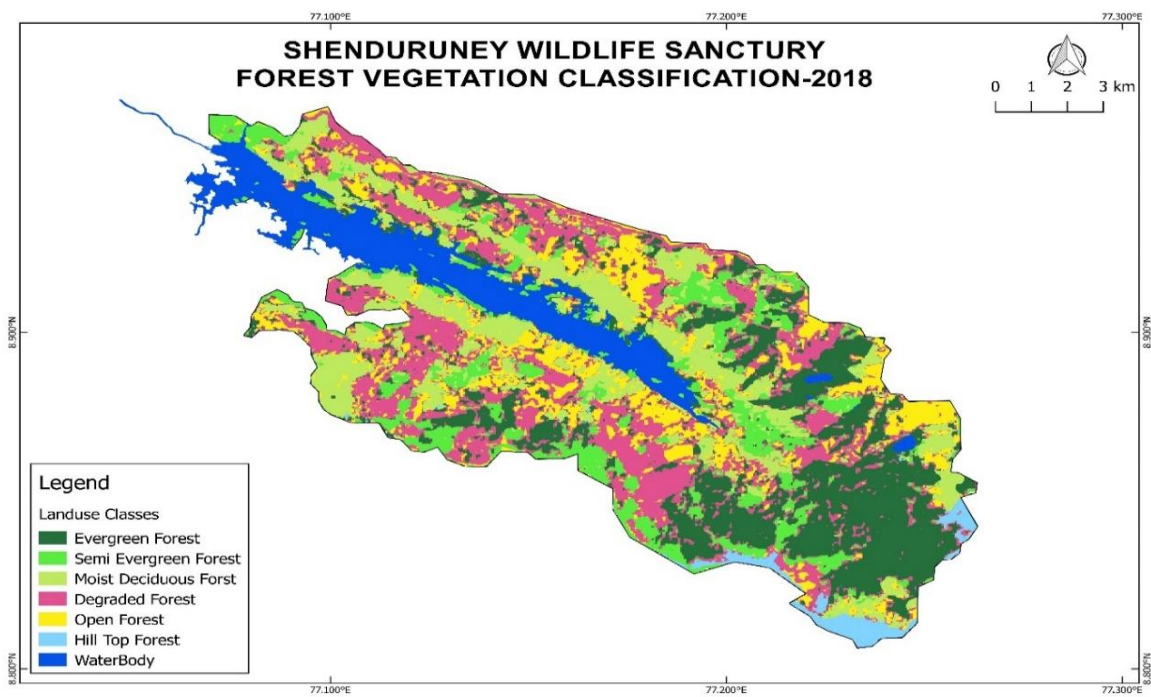 77.100°E 77.200°E 77.300°E
SHENDURUNEY WILDLIFE SANCTURY
FOREST VEGETATION CLASSIFICATION-2018
0 1 2 3 km
8.900°N 8.900°N
Legend
Landuse Classes
Evergreen Forest
Semi Evergreen Forest
Moist Deciduous Forst
Degraded Forest
Open Forest
Hill Top Forest
WaterBody
8.800°N 8.800°N
77.100°E 77.200°E 77.300°E